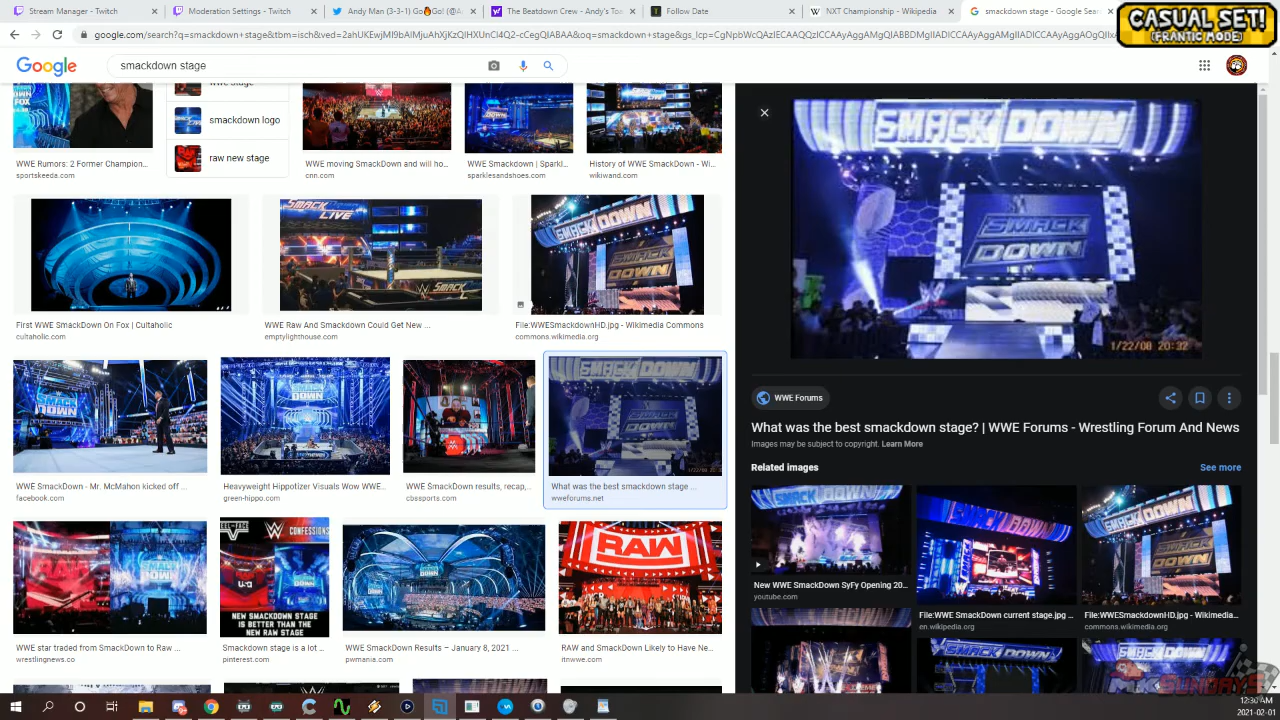 Stream Manager - Twitch
Moderation Settings - Twitch
Andy Man (3-3-1) Go🔥Go! (@A
The Beatdown Crew - Andy's Tow
Follow Date
NXT Championship - Wikipedia
smackdown stage - Google Sear
CASUAL SET!
(FRANTIC MODE)
Google
smackdown stage
DOWN
FOX
smackdown logo
raw new stage
WWE Rumors: 2 Former Champion...
sportskeeda.com
WWE moving SmackDown and will ho...
cnn.com
WWE SmackDown | Sparkl...
sparklesandshoes.com
History of WWE SmackDown - Wi...
wikiwand.com
SMACK DOWN
SMACK
DOWN
1/22/08 20:32
First WWE SmackDown On Fox | Cultaholic
cultaholic.com
WWE Raw And Smackdown Could Get New ...
emptylighthouse.com
File:WWESmackdownHD.jpg - Wikimedia Commons
commons.wikimedia.org
WWE SmackDown - Mr. McMahon kicked off ...
facebook.com
Heavyweight Hippotizer Visuals Wow WWE...
green-hippo.com
WWE SmackDown results, recap,...
cbssports.com
What was the best smackdown stage ...
wweforums.net
WWE Forums
What was the best smackdown stage? | WWE Forums - Wrestling Forum And News
Images may be subject to copyright. Learn More
Related images
See more
New WWE SmackDown SyFy Opening 20...
youtube.com
File:WWE SmackDown current stage.jpg ...
en.wikipedia.org
File:WWESmackdownHD.jpg - Wikimedia...
commons.wikimedia.org
CONFESSIONS
NEW SMACKDOWN STAGE
IS BETTER THAN THE
NEW RAW STAGE
RAW
WWE star traded from SmackDown to Raw ...
wrestlingnews.co
Smackdown stage is a lot ...
pinterest.com
WWE SmackDown Results – January 8, 2021 ...
pwmania.com
RAW and SmackDown Likely to Have Ne...
itnwwe.com
SUNDAYS
12:30 AM
2021-02-01